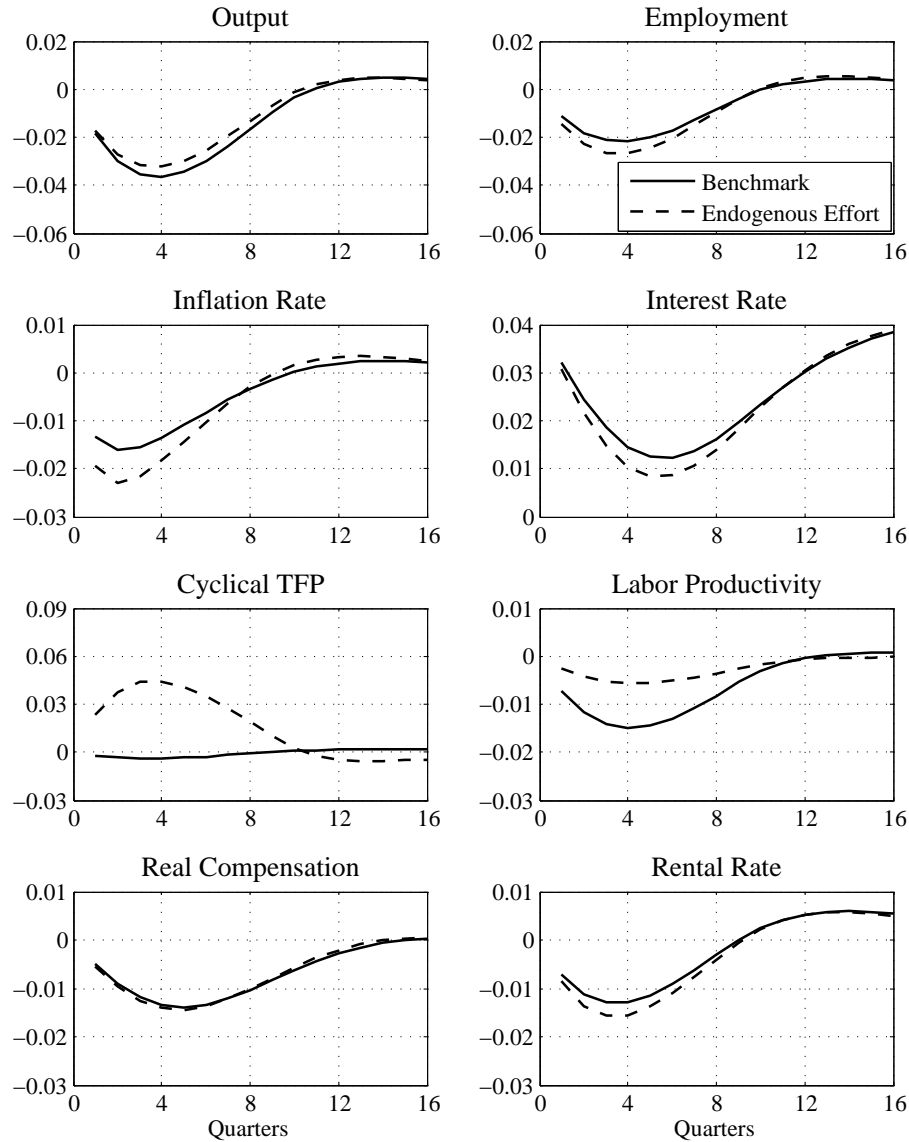 Output
0.02
0
−0.02
−0.04
−0.06
0 4 8 12 16
Employment
0.02
0
−0.02
−0.04
−0.06
0 4 8 12 16
Benchmark
Endogenous Effort
Inflation Rate
0.01
0
−0.01
−0.02
−0.03
0 4 8 12 16
Interest Rate
0.04
0.03
0.02
0.01
0
0 4 8 12 16
Cyclical TFP
0.09
0.06
0.03
0
−0.03
0 4 8 12 16
Labor Productivity
0.01
0
−0.01
−0.02
−0.03
0 4 8 12 16
Real Compensation
0.01
0
−0.01
−0.02
−0.03
0 4 8 12 16
Quarters
Rental Rate
0.01
0
−0.01
−0.02
−0.03
0 4 8 12 16
Quarters